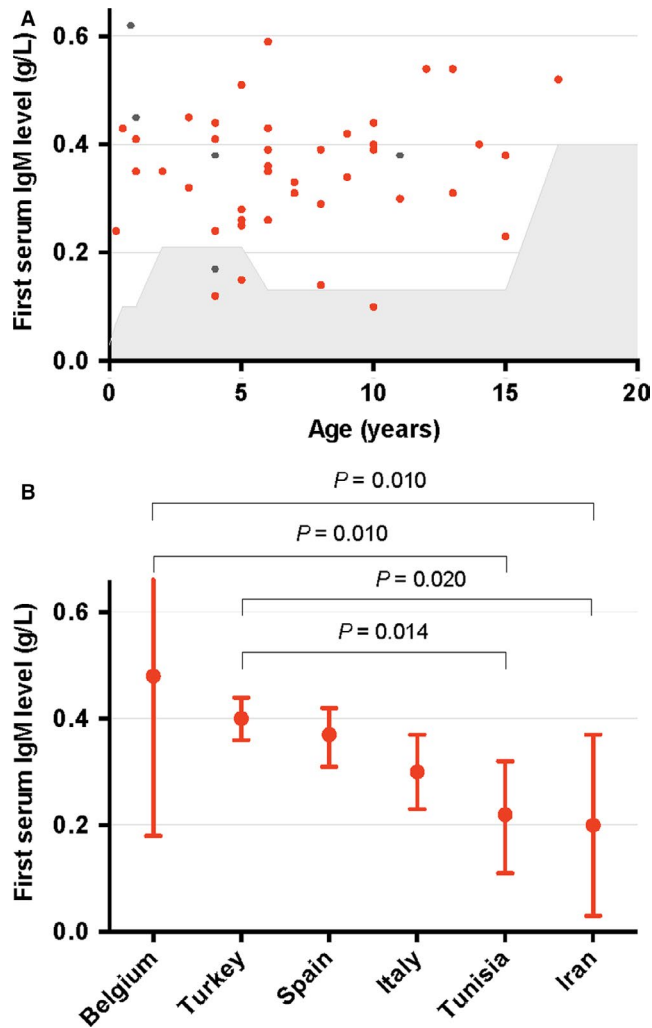 A
First serum IgM level (g/L)
0.6
0.4
0.2
0.0
0 5 10 15 20
Age (years)
B
P = 0.010
P = 0.010
P = 0.020
P = 0.014
First serum IgM level (g/L)
0.6
0.4
0.2
0.0
Belgium Turkey Spain Italy Tunisia Iran